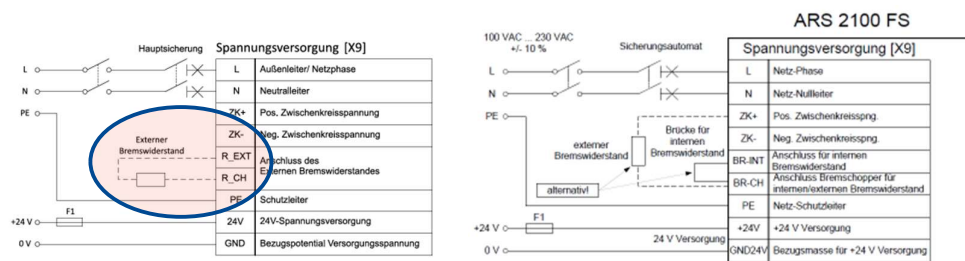 Hauptsicherung
Spannungsversorgung [X9]
L
L
Außenleiter/ Netzphase
N
N
Neutralleiter
PE
ZK+
Pos. Zwischenkreisspannung
ZK-
Neg. Zwischenkreisspannung
Externer
Bremswiderstand
R_EXT
R_CH
Anschluss des
Externen Bremswiderstandes
PE
Schutzleiter
F1
+24 V
24V
24V-Spannungsversorgung
0 V
GND
Bezugspotential Versorgungsspannung
ARS 2100 FS
100 VAC ... 230 VAC
+/- 10 %
Sicherungsautomat
Spannungsversorgung [X9]
L
L
Netz-Phase
N
N
Netz-Nullleiter
PE
ZK+
Pos. Zwischenkreisspng.
ZK-
Neg. Zwischenkreisspng.
externer
Bremswiderstand
Brücke für
internen
Bremswiderstand
BR-INT
Anschluss für internen
Bremswiderstand
alternativ!
BR-CH
Anschluss Bremschopper für
internen/externen Bremswiderstand
PE
Netz-Schutzleiter
F1
+24 V
+24V
+24 V Versorgung
24 V Versorgung
0 V
GND24V
Bezugsmasse für +24 V Versorgung